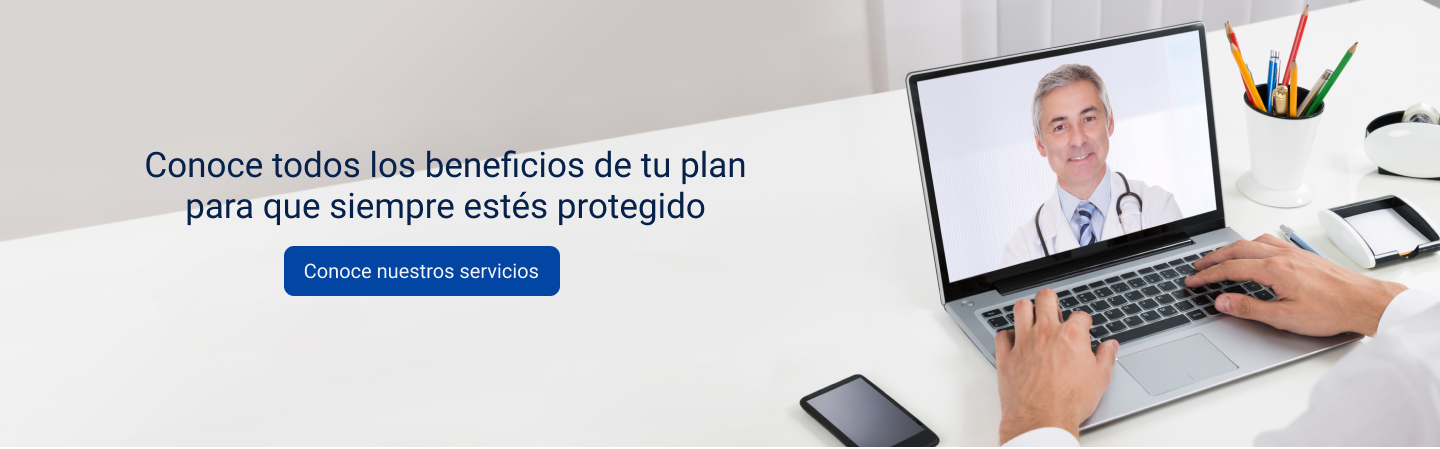 Conoce todos los beneficios de tu plan
para que siempre estés protegido
Conoce nuestros servicios